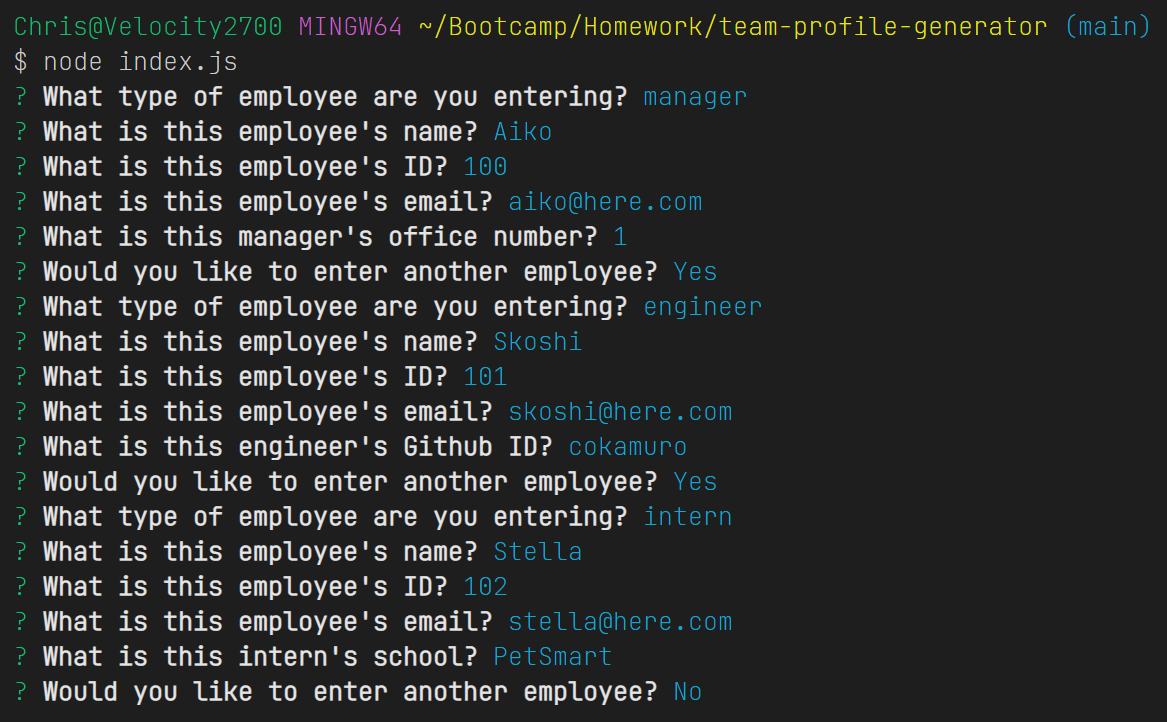 Chris@Velocity2700 MINGW64 ~/Bootcamp/Homework/team-profile-generator (main)
$ node index.js
? What type of employee are you entering? manager
? What is this employee's name? Aiko
? What is this employee's ID? 100
? What is this employee's email? aiko@here.com
? What is this manager's office number? 1
? Would you like to enter another employee? Yes
? What type of employee are you entering? engineer
? What is this employee's name? Skoshi
? What is this employee's ID? 101
? What is this employee's email? skoshi@here.com
? What is this engineer's Github ID? cokamuro
? Would you like to enter another employee? Yes
? What type of employee are you entering? intern
? What is this employee's name? Stella
? What is this employee's ID? 102
? What is this employee's email? stella@here.com
? What is this intern's school? PetSmart
? Would you like to enter another employee? No